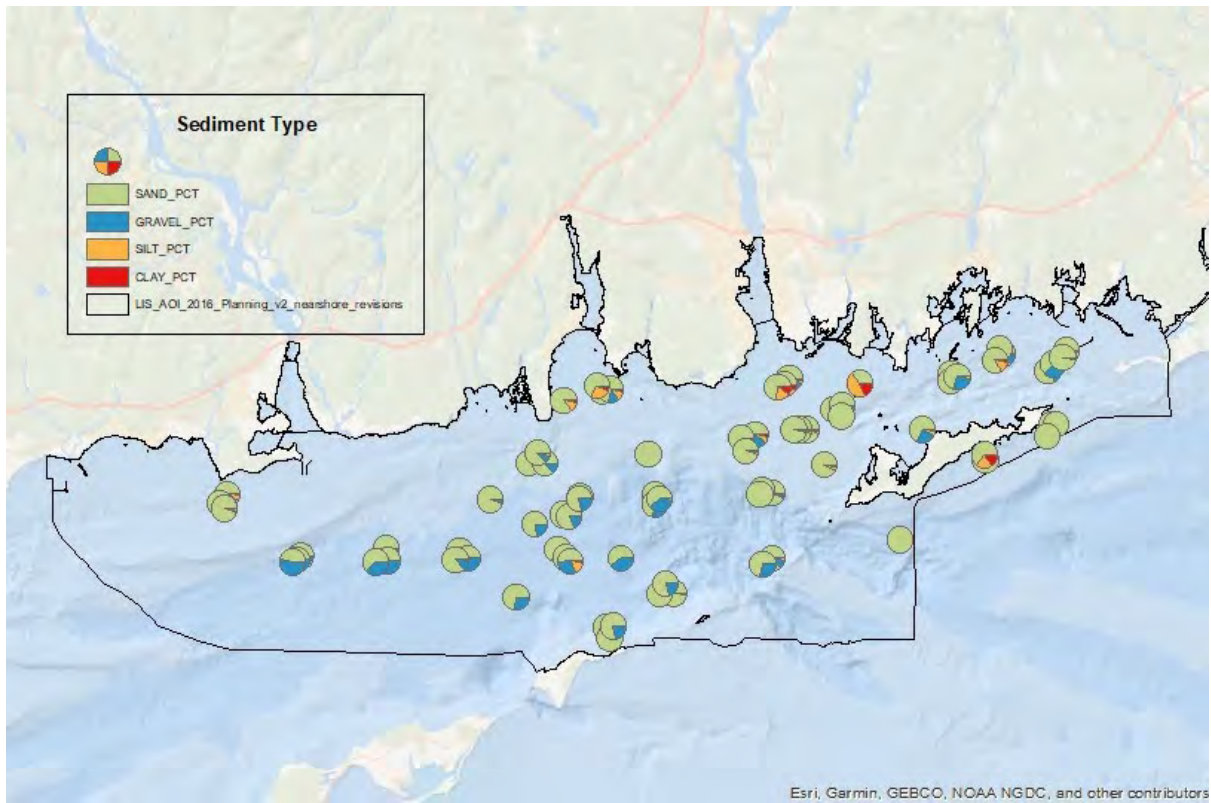 Sediment Type
SAND_PCT
GRAVEL_PCT
SILT_PCT
CLAY_PCT
LIS_AOI_2016_Planning_v2_nearshore_revisions
Esri, Garmin, GEBCO, NOAA NGDC, and other contributors